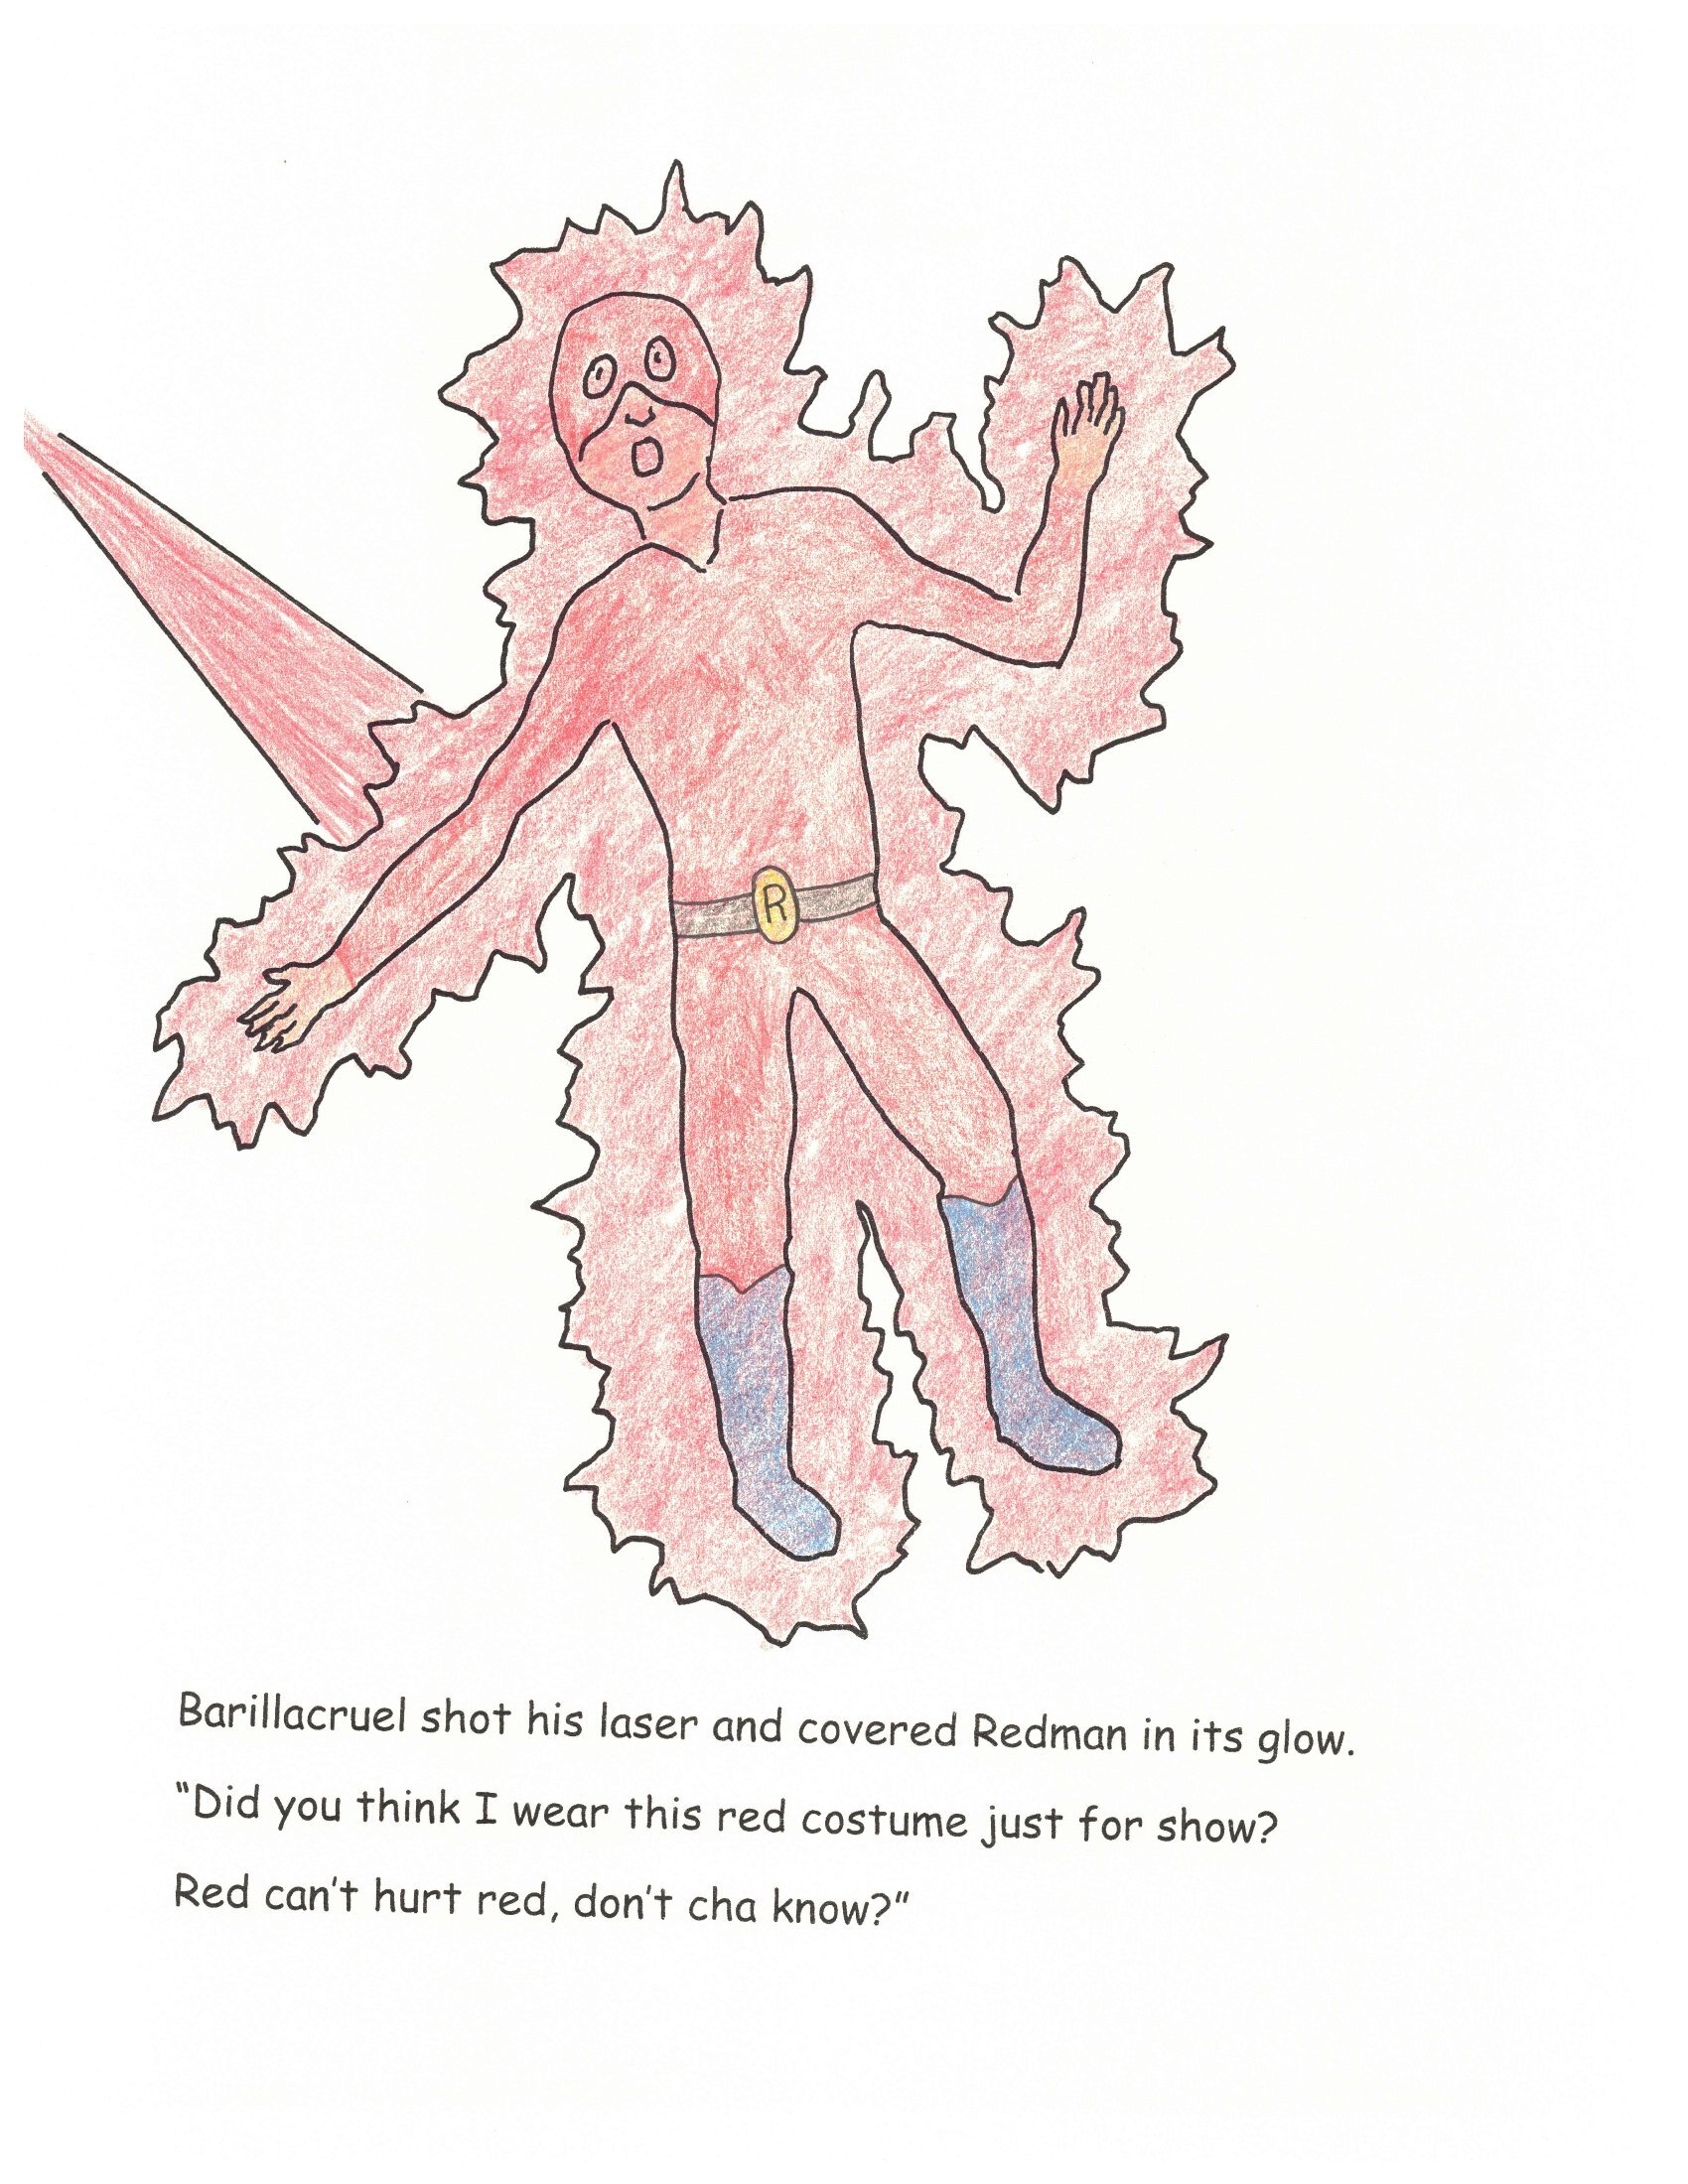 R
Barillacruel shot his laser and covered Redman in its glow.
“Did you think I wear this red costume just for show?
Red can't hurt red, don't cha know?”